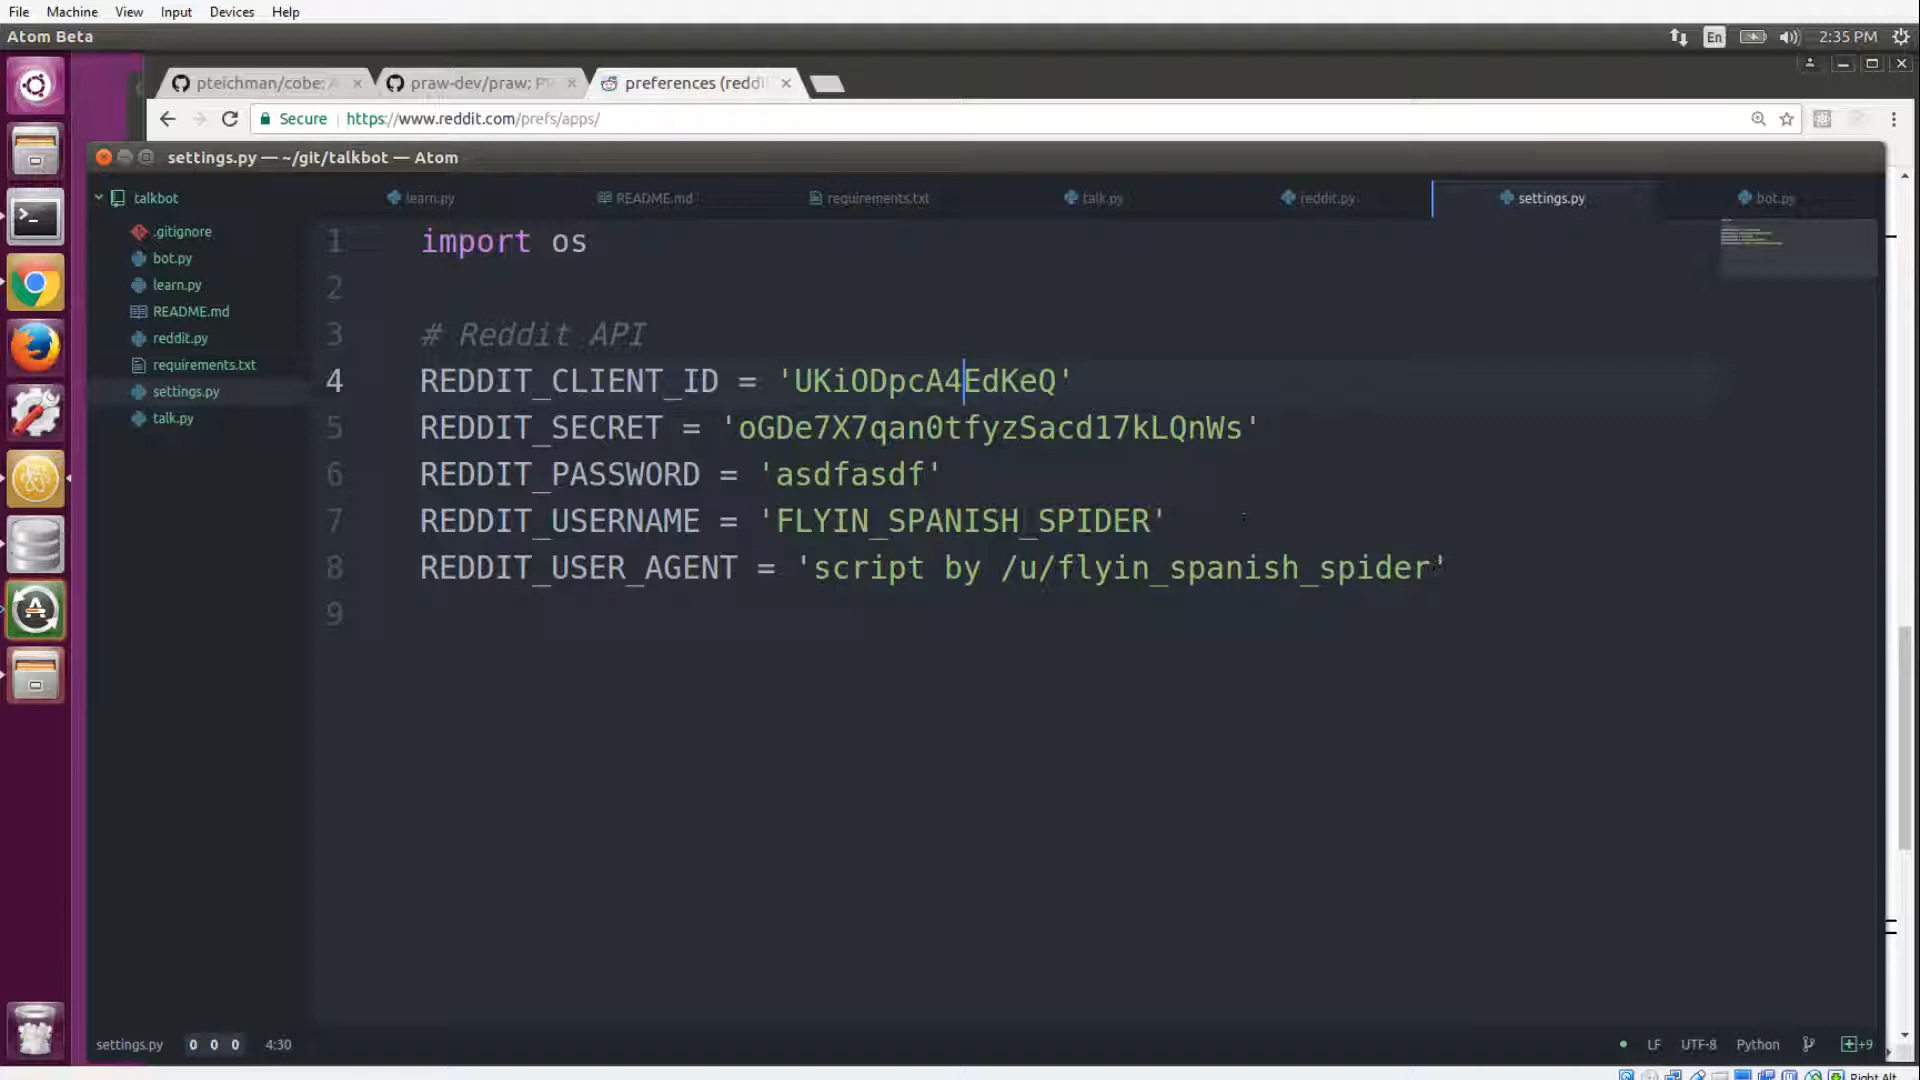 File Machine View Input Devices Help
Atom Beta
En
2:35 PM
pteichman/cobe:
praw-dev/praw:
preferences (reddi
Secure https://www.reddit.com/prefs/apps/
settings.py — ~/git/talkbot — Atom
talkbot
.gitignore
bot.py
learn.py
README.md
reddit.py
requirements.txt
settings.py
talk.py
learn.py README.md requirements.txt talk.py reddit.py settings.py bot.py
1 import os
2
3 # Reddit API
4 REDDIT_CLIENT_ID = 'UKiODpcA4EdKeQ'
5 REDDIT_SECRET = 'oGDe7X7qan0tfyzSacd17kLQnWs'
6 REDDIT_PASSWORD = 'asdfasdf'
7 REDDIT_USERNAME = 'FLYIN_SPANISH_SPIDER'
8 REDDIT_USER_AGENT = 'script by /u/flyin_spanish_spider'
9
settings.py 0 0 0 4:30
LF UTF-8 Python +9
Right Alt